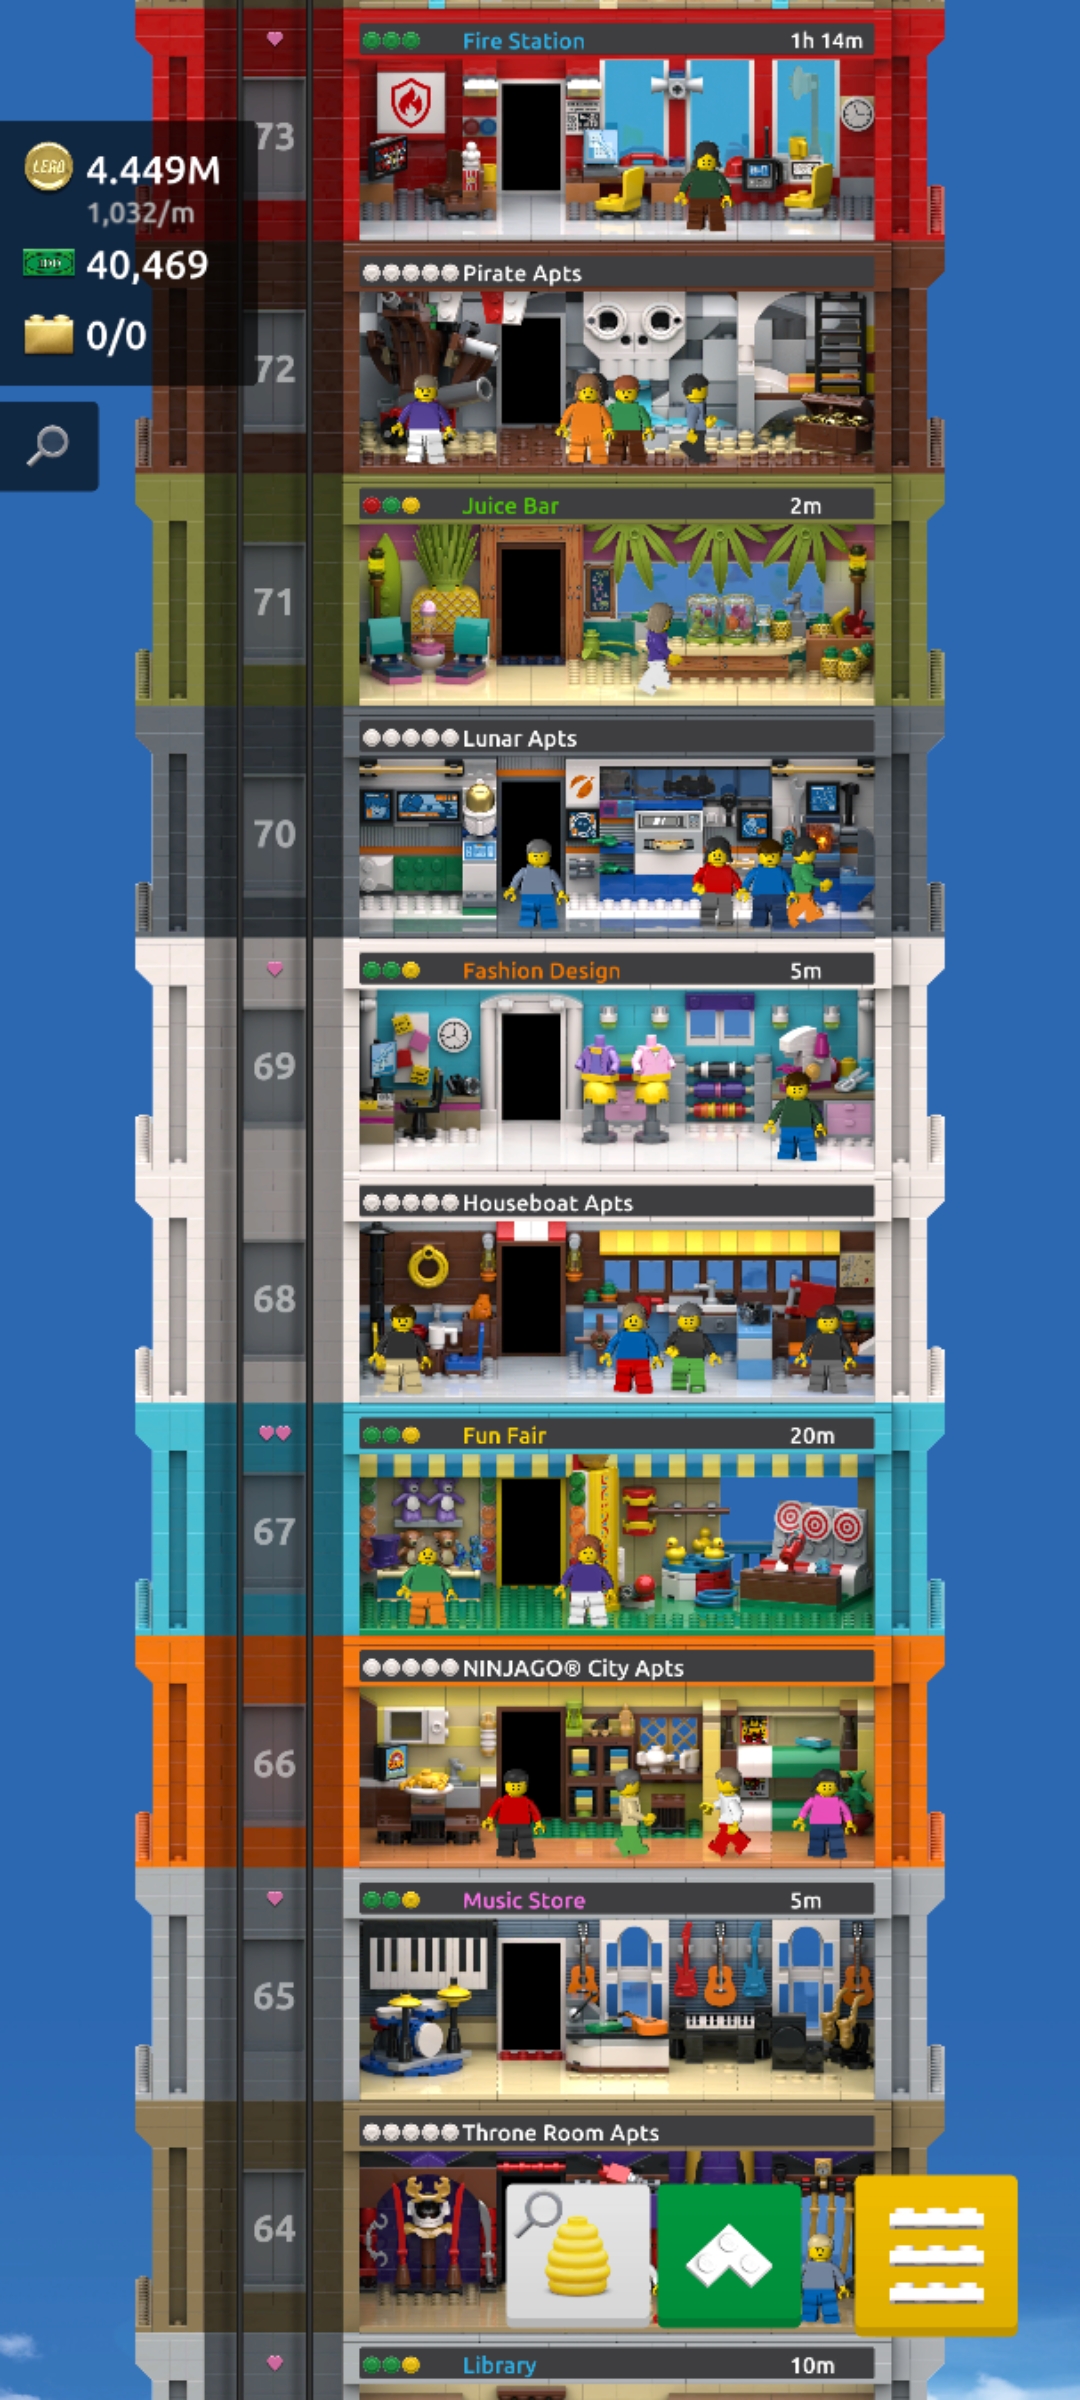 Fire Station 1h 14m
73
LEGO 4.449M
1,032/m
40,469
0/0
Pirate Apts
72
Juice Bar 2m
71
Lunar Apts
70
Fashion Design 5m
69
Houseboat Apts
68
Fun Fair 20m
67
NINJAGO® City Apts
66
Music Store 5m
65
Throne Room Apts
64
Library 10m